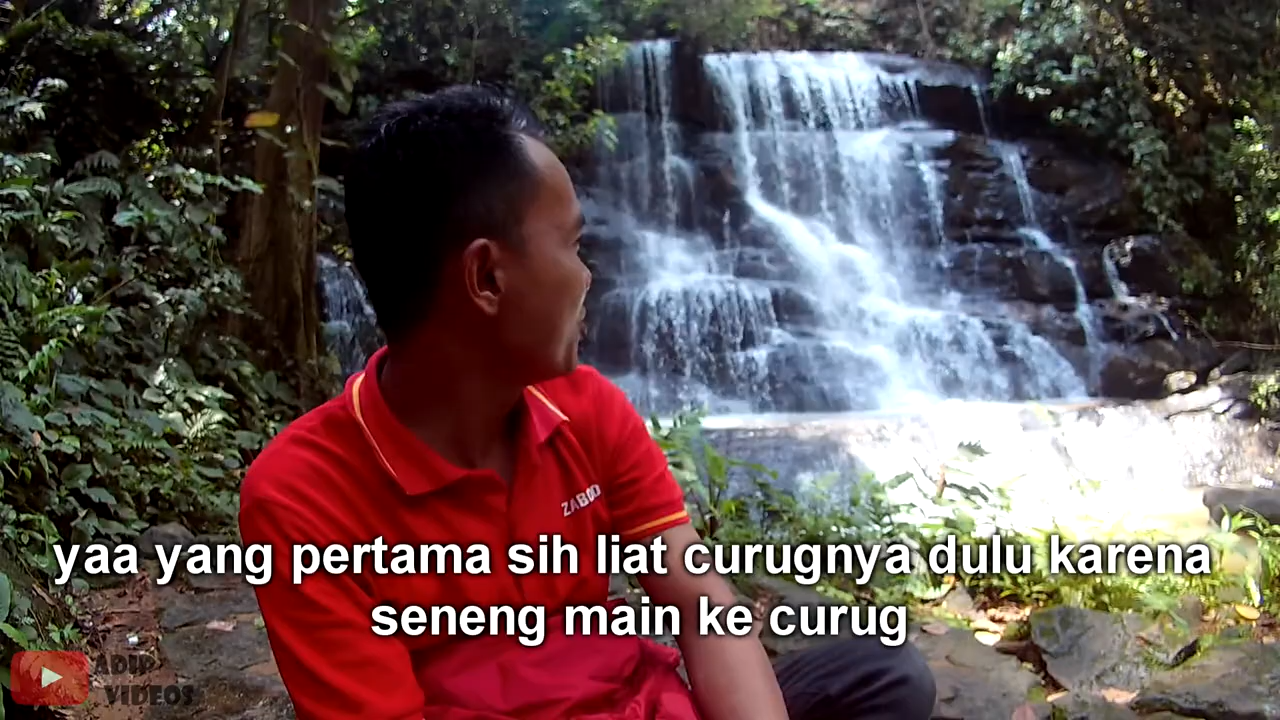 ZABOO
yaa yang pertama sih liat curugnya dulu karena
seneng main ke curug
ADIP
VIDEOS